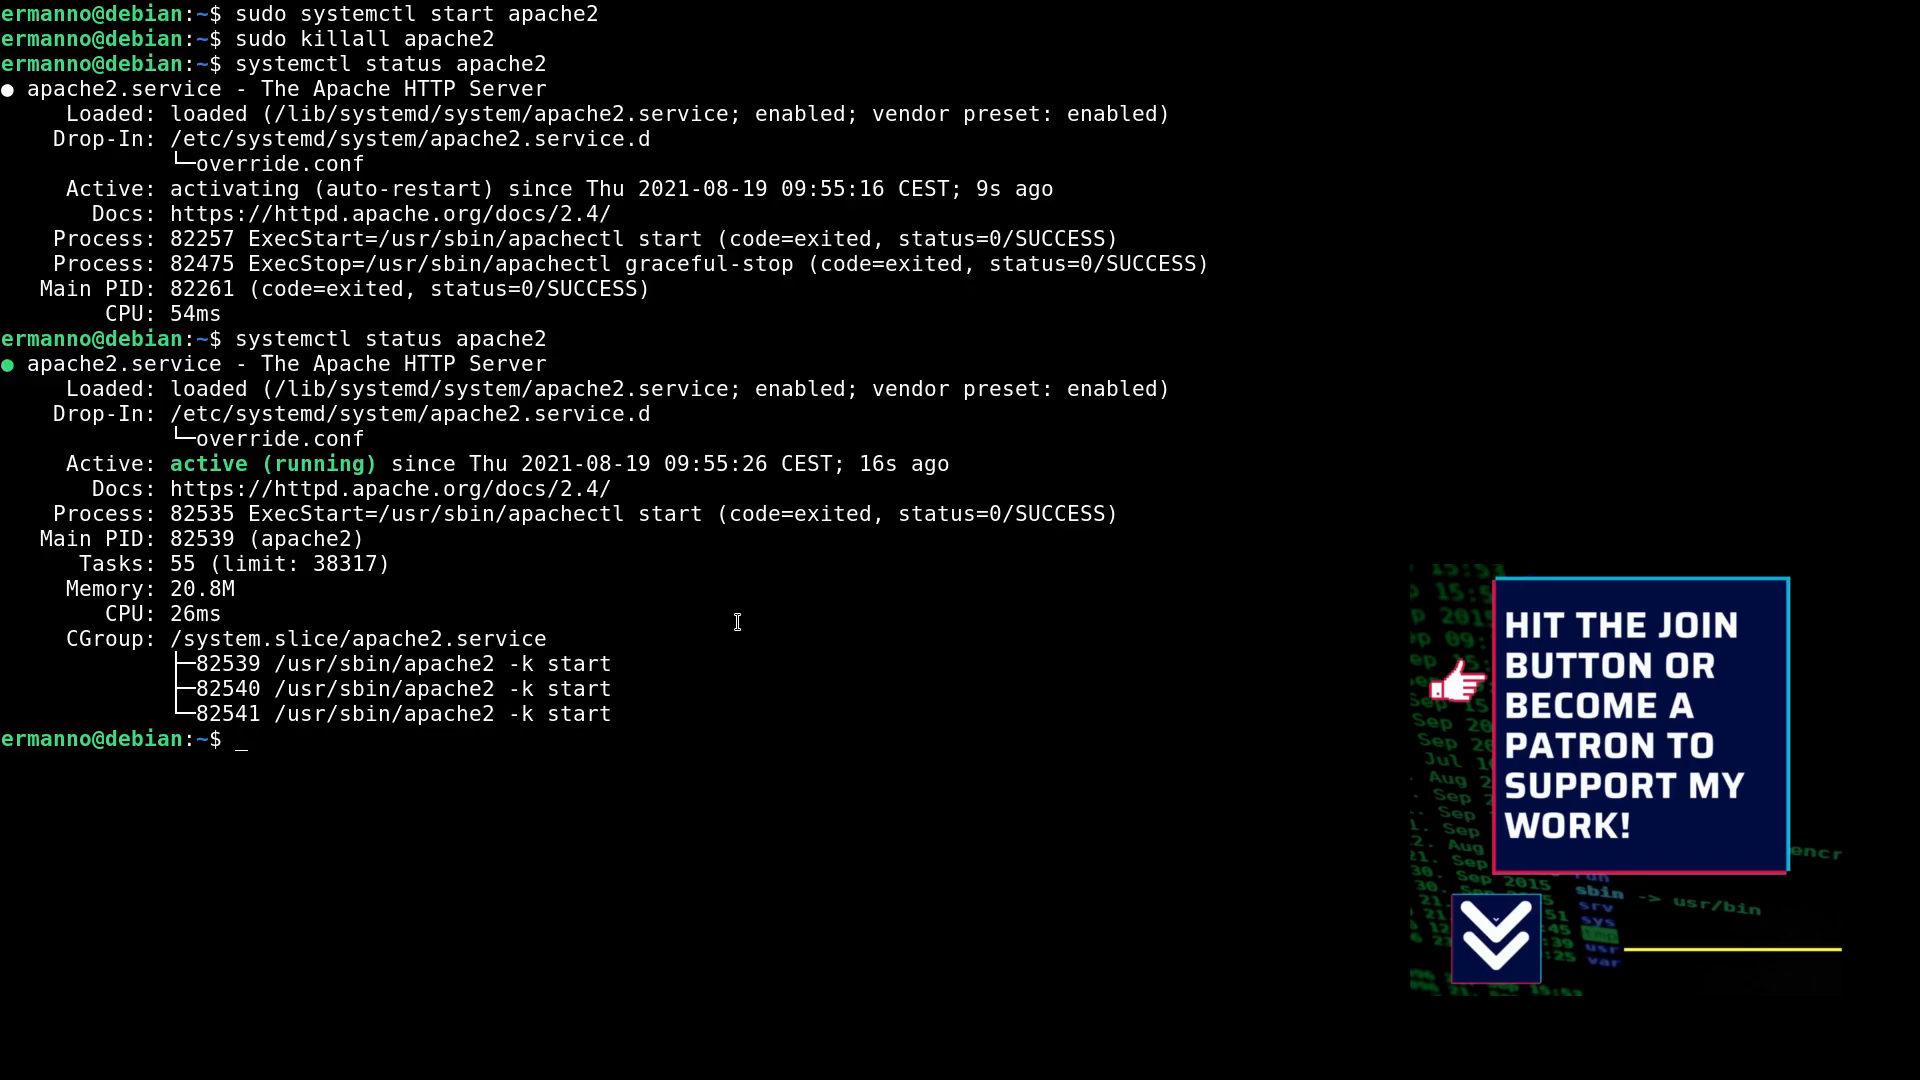 ermanno@debian:~$ sudo systemctl start apache2
ermanno@debian:~$ sudo killall apache2
ermanno@debian:~$ systemctl status apache2
● apache2.service - The Apache HTTP Server
     Loaded: loaded (/lib/systemd/system/apache2.service; enabled; vendor preset: enabled)
    Drop-In: /etc/systemd/system/apache2.service.d
             └─override.conf
     Active: activating (auto-restart) since Thu 2021-08-19 09:55:16 CEST; 9s ago
       Docs: https://httpd.apache.org/docs/2.4/
    Process: 82257 ExecStart=/usr/sbin/apachectl start (code=exited, status=0/SUCCESS)
    Process: 82475 ExecStop=/usr/sbin/apachectl graceful-stop (code=exited, status=0/SUCCESS)
   Main PID: 82261 (code=exited, status=0/SUCCESS)
        CPU: 54ms
ermanno@debian:~$ systemctl status apache2
● apache2.service - The Apache HTTP Server
     Loaded: loaded (/lib/systemd/system/apache2.service; enabled; vendor preset: enabled)
    Drop-In: /etc/systemd/system/apache2.service.d
             └─override.conf
     Active: active (running) since Thu 2021-08-19 09:55:26 CEST; 16s ago
       Docs: https://httpd.apache.org/docs/2.4/
    Process: 82535 ExecStart=/usr/sbin/apachectl start (code=exited, status=0/SUCCESS)
   Main PID: 82539 (apache2)
      Tasks: 55 (limit: 38317)
     Memory: 20.8M
        CPU: 26ms
     CGroup: /system.slice/apache2.service
             ├─82539 /usr/sbin/apache2 -k start
             ├─82540 /usr/sbin/apache2 -k start
             └─82541 /usr/sbin/apache2 -k start
ermanno@debian:~$ _
HIT THE JOIN
BUTTON OR
BECOME A
PATRON TO
SUPPORT MY
WORK!
30. Sep 2015
sbin -> usr/bin
srv
sys
tmp
usr
var